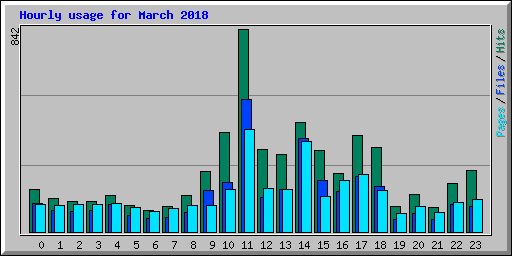 Hourly usage for March 2018
842
Pages / Files / Hits
0 1 2 3 4 5 6 7 8 9 10 11 12 13 14 15 16 17 18 19 20 21 22 23